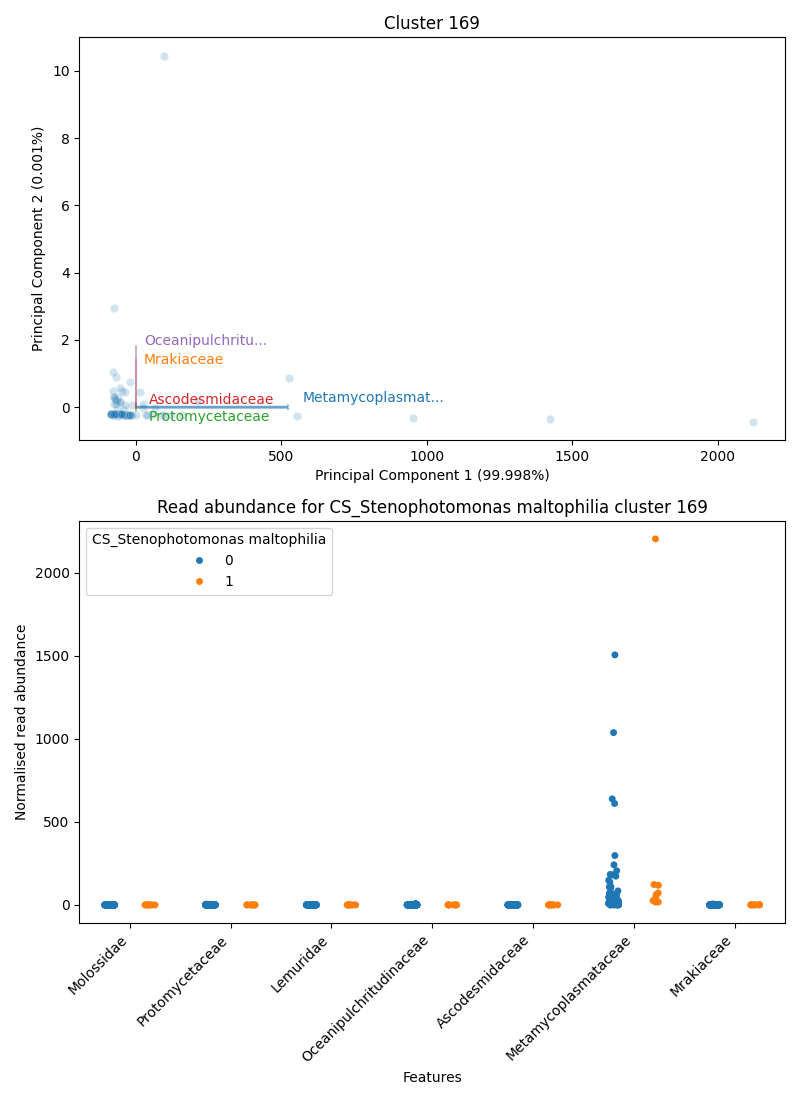 Cluster 169
Principal Component 2 (0.001%)
10
8
6
4
2
0
Oceanipulchritu...
Mrakiaceae
Ascodesmidaceae
Metamycoplasmat...
Protomycetaceae
0
500
1000
1500
2000
Principal Component 1 (99.998%)
Read abundance for CS_Stenophotomonas maltophilia cluster 169
CS_Stenophotomonas maltophilia
0
1
Normalised read abundance
2000
1500
1000
500
0
Molossidae
Protomycetaceae
Lemuridae
Oceanipulchritudinaceae
Ascodesmidaceae
Metamycoplasmataceae
Mrakiaceae
Features